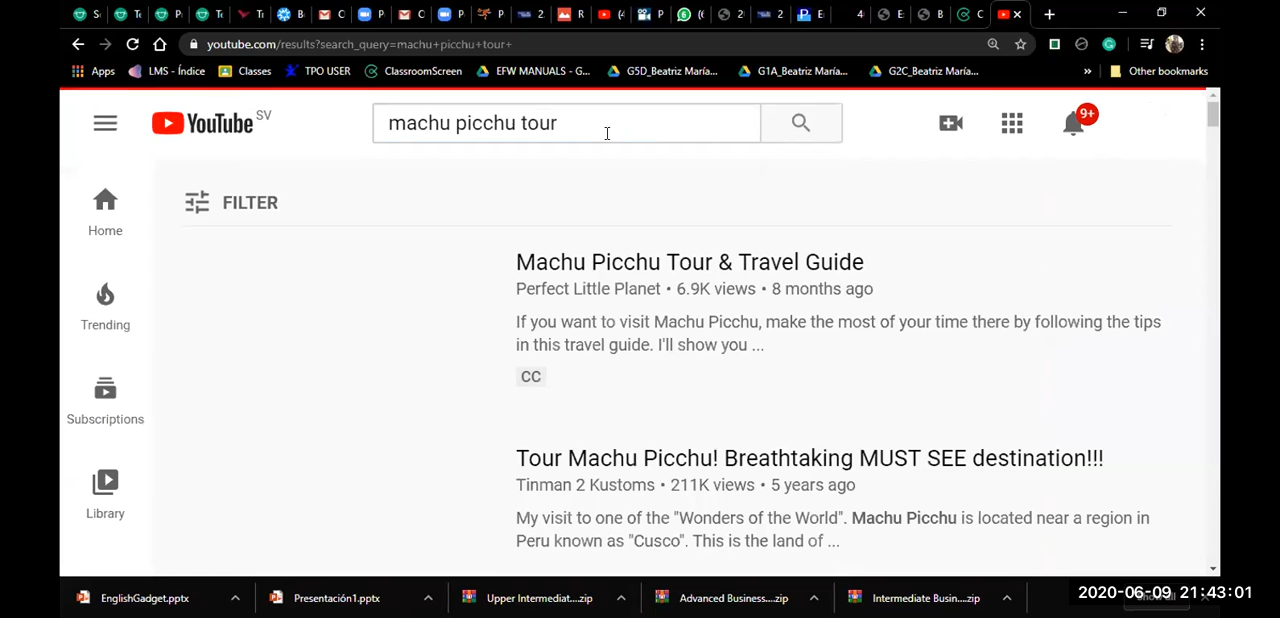 youtube.com/results?search_query=machu+picchu+tour+
Apps LMS - Índice Classes TPO USER ClassroomScreen EFW MANUALS - G... G5D_Beatriz María... G1A_Beatriz María... G2C_Beatriz María... » Other bookmarks
YouTube SV
machu picchu tour
9+
FILTER
Home
Machu Picchu Tour & Travel Guide
Perfect Little Planet • 6.9K views • 8 months ago
If you want to visit Machu Picchu, make the most of your time there by following the tips
in this travel guide. I'll show you ...
CC
Trending
Subscriptions
Tour Machu Picchu! Breathtaking MUST SEE destination!!!
Tinman 2 Kustoms • 211K views • 5 years ago
My visit to one of the "Wonders of the World". Machu Picchu is located near a region in
Peru known as "Cusco". This is the land of ...
Library
EnglishGadget.pptx Presentación1.pptx Upper Intermediat....zip Advanced Business....zip Intermediate Busin....zip
2020-06-09 21:43:01